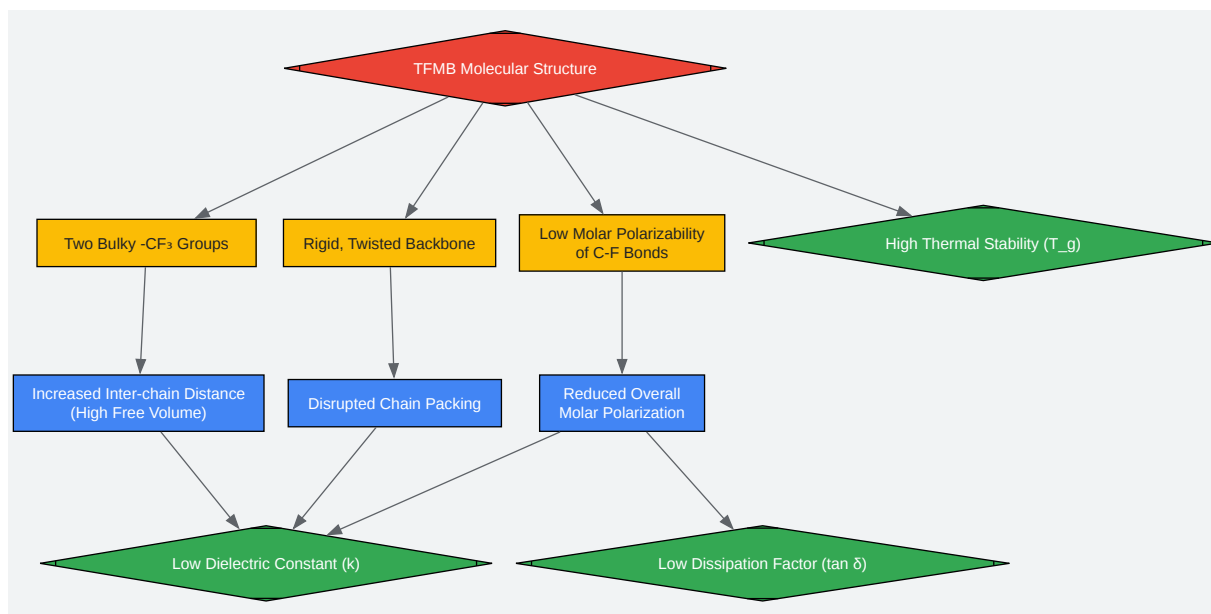 TFMB Molecular Structure
Two Bulky -CF₃ Groups
Rigid, Twisted Backbone
Low Molar Polarizability
of C-F Bonds
High Thermal Stability (T_g)
Increased Inter-chain Distance
(High Free Volume)
Disrupted Chain Packing
Reduced Overall
Molar Polarization
Low Dielectric Constant (k)
Low Dissipation Factor (tan δ)